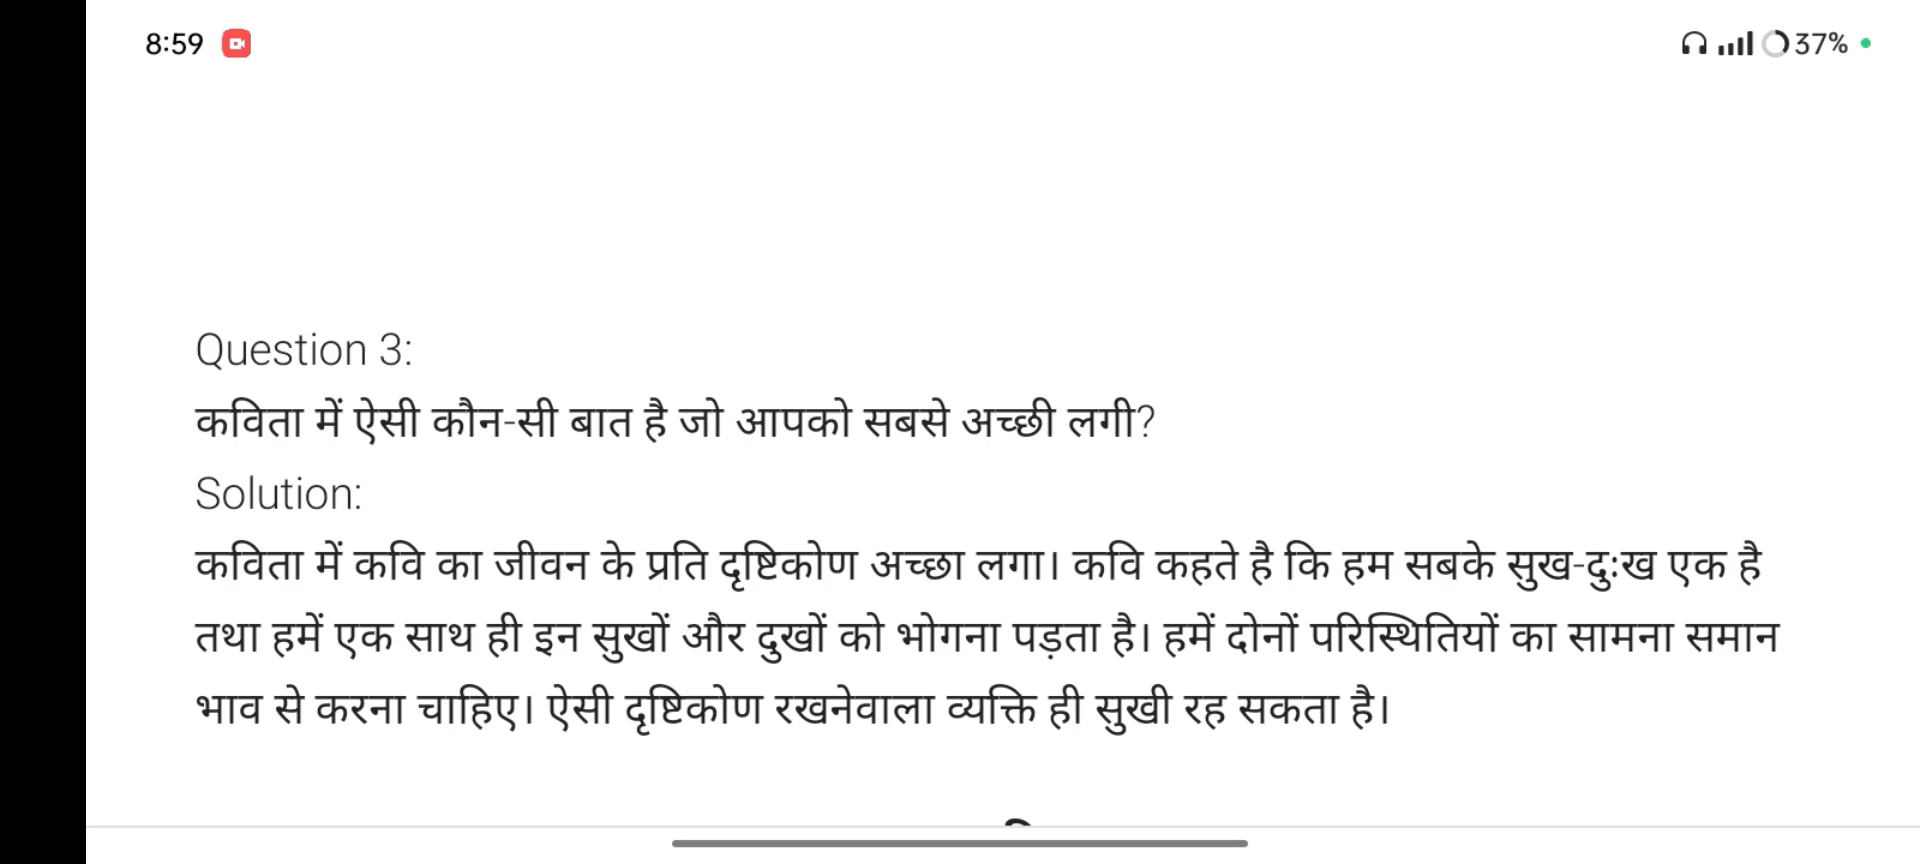 8:59 37%
Question 3:
कविता में ऐसी कौन-सी बात है जो आपको सबसे अच्छी लगी?
Solution:
कविता में कवि का जीवन के प्रति दृष्टिकोण अच्छा लगा। कवि कहते है कि हम सबके सुख-दुःख एक है
तथा हमें एक साथ ही इन सुखों और दुखों को भोगना पड़ता है। हमें दोनों परिस्थितियों का सामना समान
भाव से करना चाहिए। ऐसी दृष्टिकोण रखनेवाला व्यक्ति ही सुखी रह सकता है।